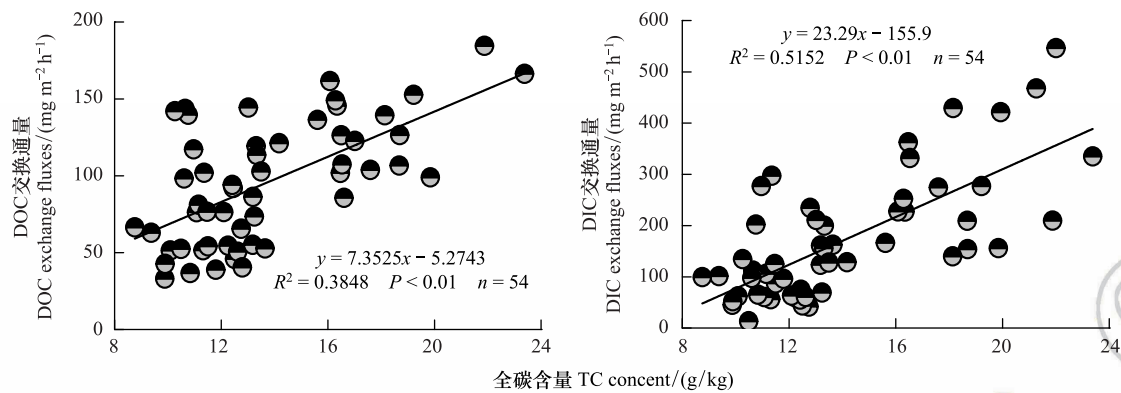 DOC交换通量
DOC exchange fluxes/(mg m⁻² h⁻¹)
200
150
100
50
0
y = 7.3525x − 5.2743
R² = 0.3848 P < 0.01 n = 54
8 12 16 20 24
DIC交换通量
DIC exchange fluxes/(mg m⁻² h⁻¹)
600
500
400
300
200
100
0
y = 23.29x − 155.9
R² = 0.5152 P < 0.01 n = 54
8 12 16 20 24
全碳含量 TC concent/(g/kg)